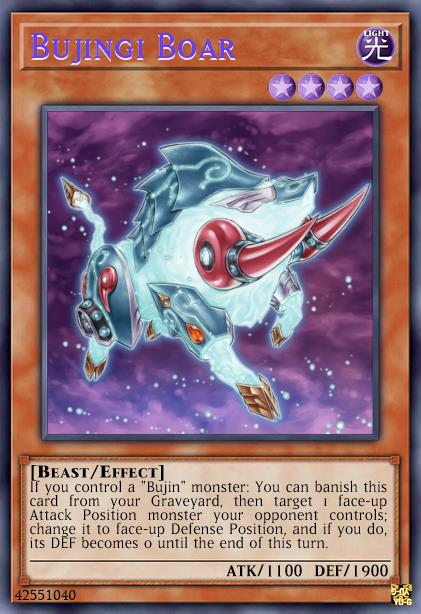 Bujingi Boar
LIGHT
光
[Beast/Effect]
If you control a "Bujin" monster: You can banish this
card from your Graveyard, then target 1 face-up
Attack Position monster your opponent controls;
change it to face-up Defense Position, and if you do,
its DEF becomes 0 until the end of this turn.
ATK/1100 DEF/1900
42551040